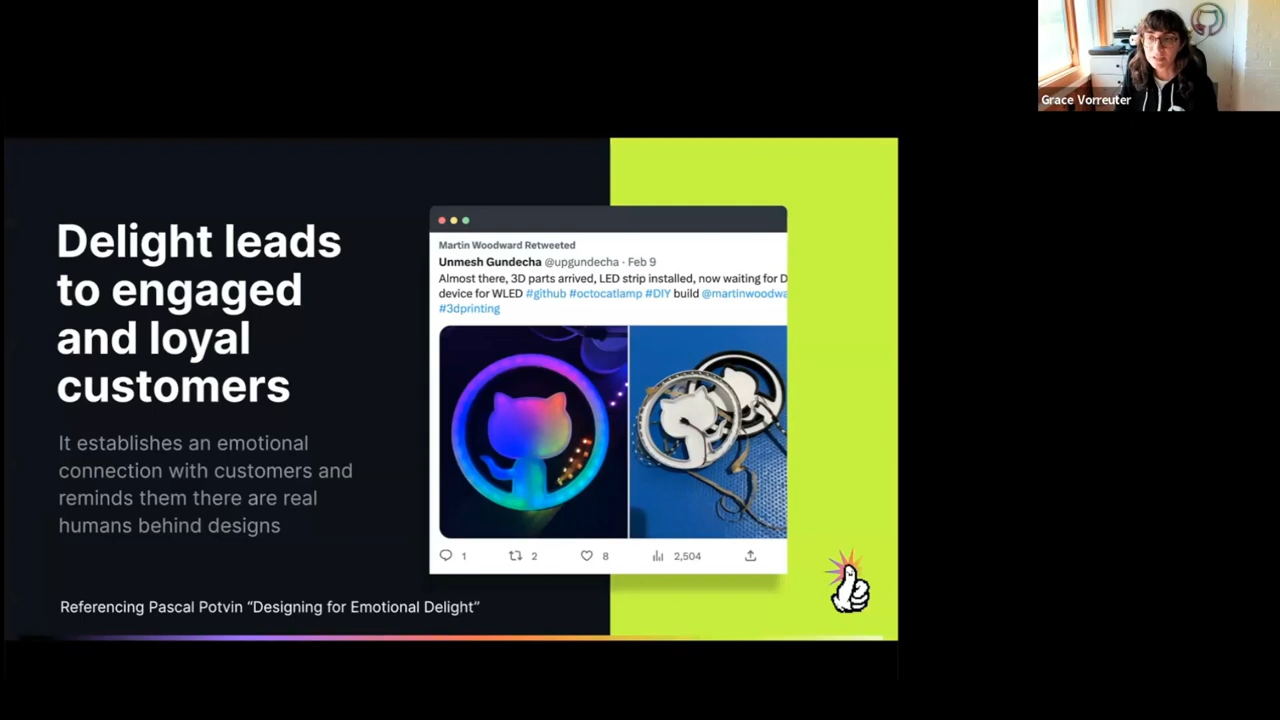 Grace Vorreuter
Delight leads
to engaged
and loyal
customers
It establishes an emotional
connection with customers and
reminds them there are real
humans behind designs
Referencing Pascal Potvin “Designing for Emotional Delight”
Martin Woodward Retweeted
Unmesh Gundecha @upgundecha · Feb 9
Almost there, 3D parts arrived, LED strip installed, now waiting for D
device for WLED #github #octocatlamp #DIY build @martinwoodwa
#3dprinting
1 2 8 2,504